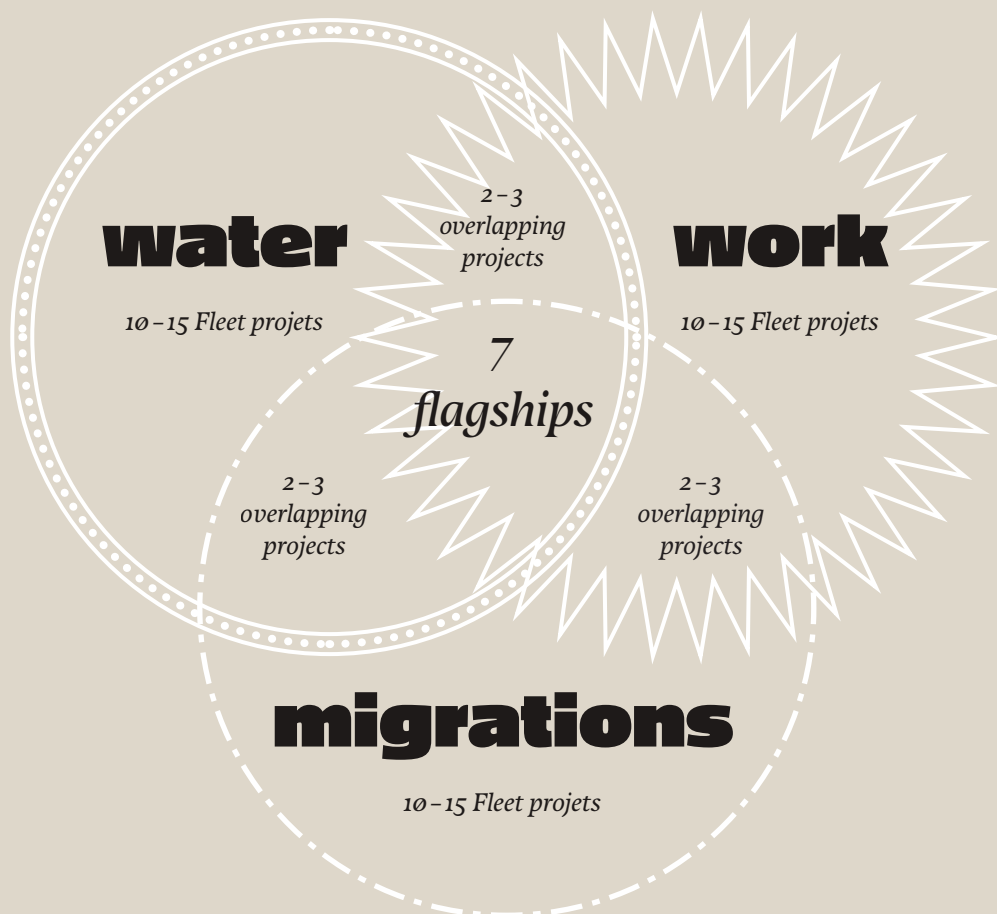 2–3
overlapping
projects
water
work
10–15 Fleet projets
10–15 Fleet projets
7
flagships
2–3
overlapping
projects
2–3
overlapping
projects
migrations
10–15 Fleet projets